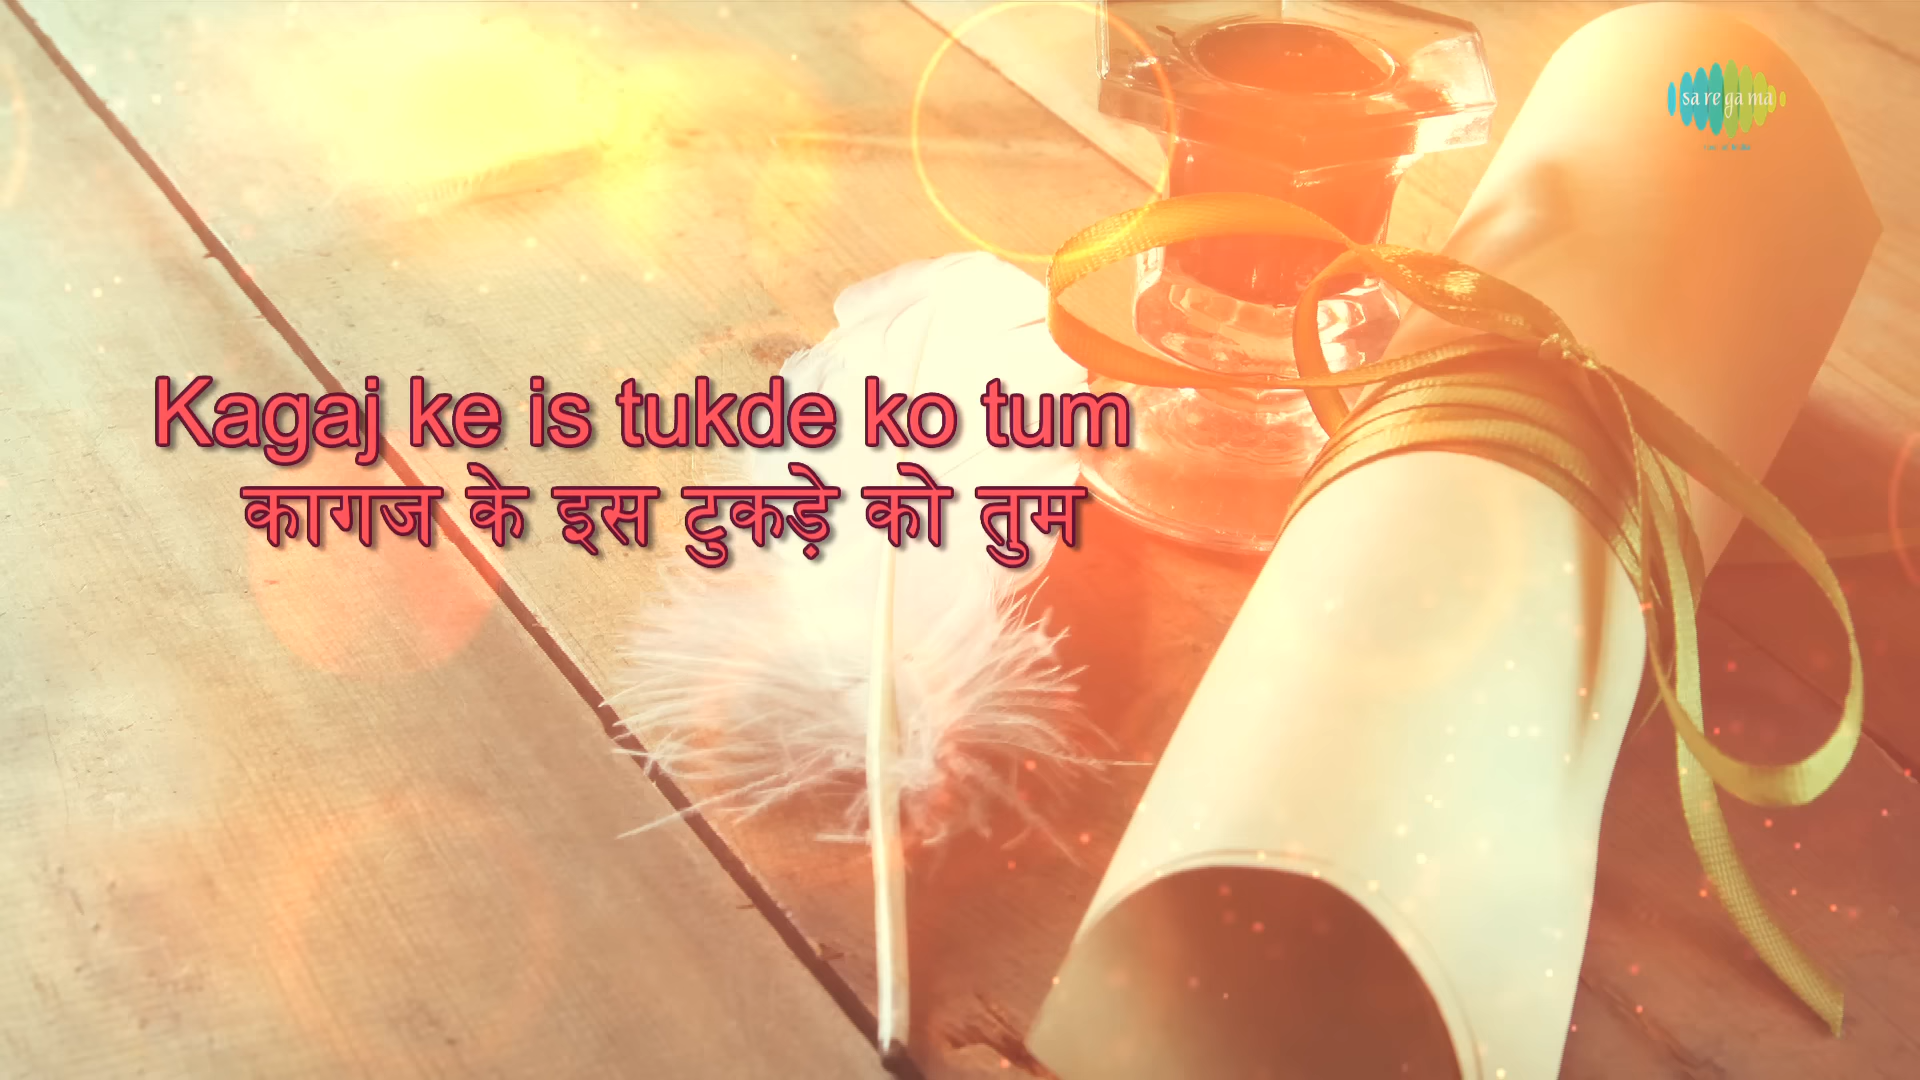 sa re ga ma
Kagaj ke is tukde ko tum
कागज के इस टुकड़े को तुम